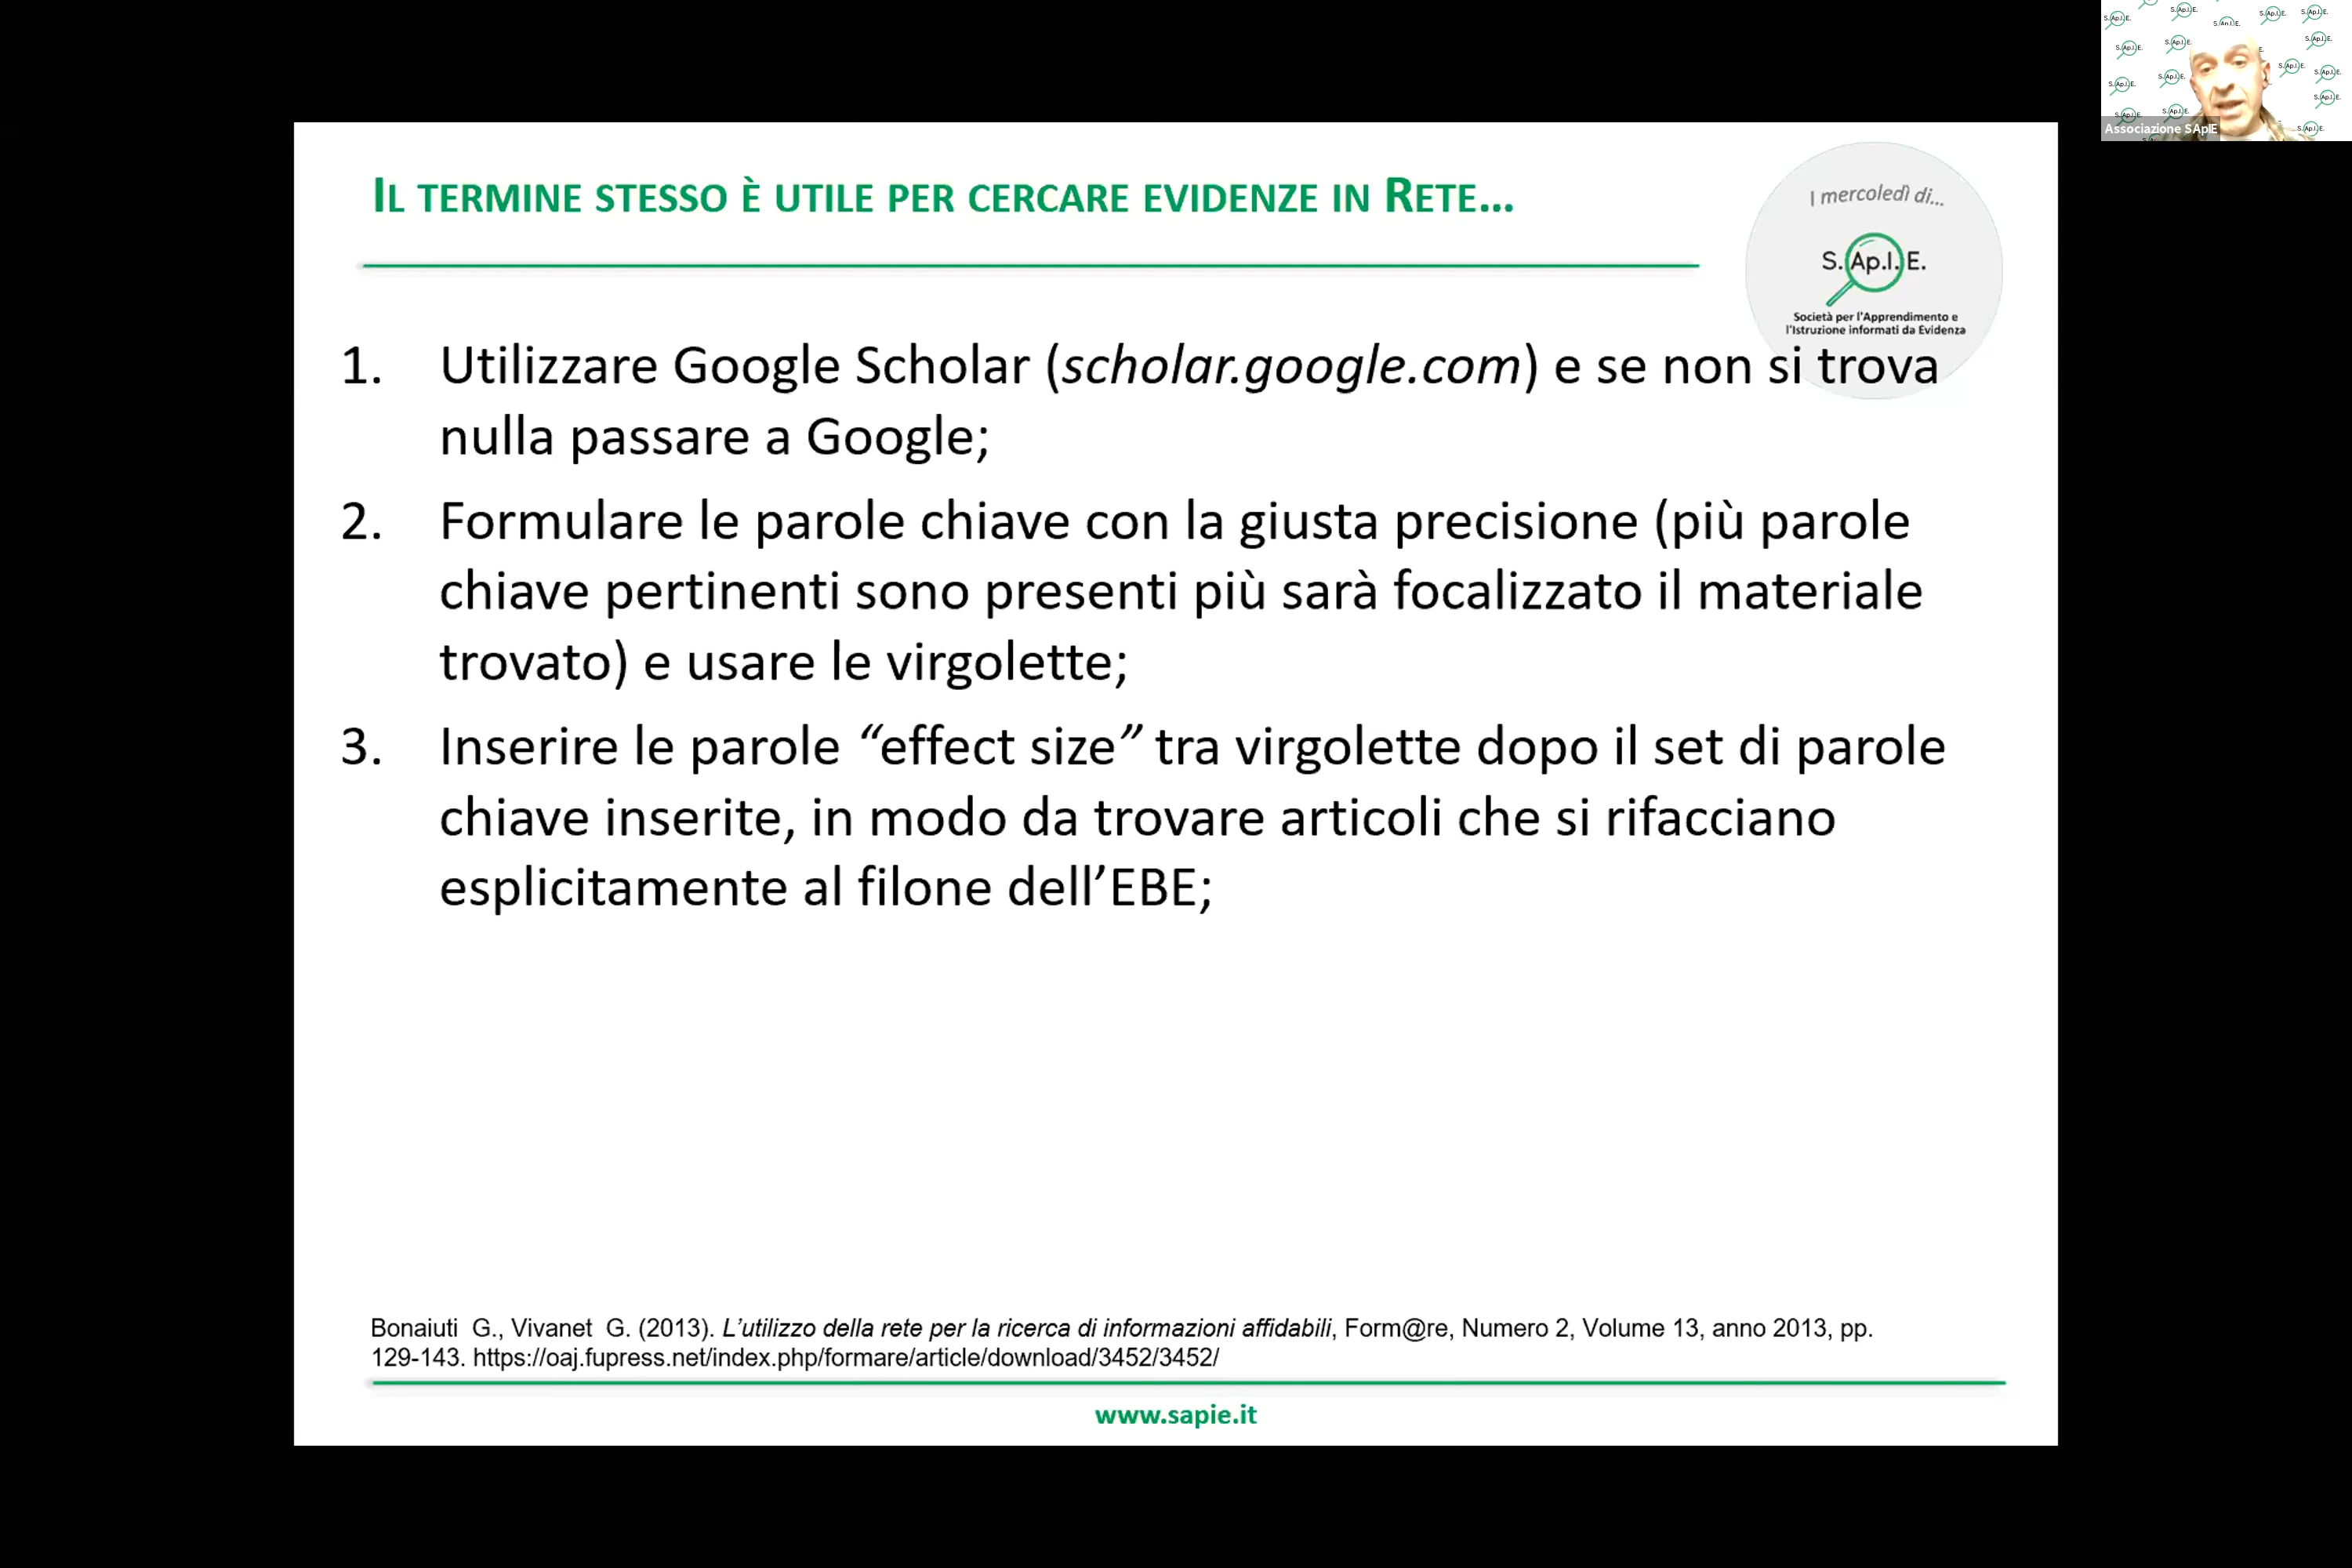 Associazione SApIE
IL TERMINE STESSO È UTILE PER CERCARE EVIDENZE IN RETE...
I mercoledì di...
S.Ap.I.E.
Società per l'Apprendimento e
l'Istruzione informati da Evidenza
1. Utilizzare Google Scholar (scholar.google.com) e se non si trova
nulla passare a Google;
2. Formulare le parole chiave con la giusta precisione (più parole
chiave pertinenti sono presenti più sarà focalizzato il materiale
trovato) e usare le virgolette;
3. Inserire le parole “effect size” tra virgolette dopo il set di parole
chiave inserite, in modo da trovare articoli che si rifacciano
esplicitamente al filone dell’EBE;
Bonaiuti G., Vivanet G. (2013). L’utilizzo della rete per la ricerca di informazioni affidabili, Form@re, Numero 2, Volume 13, anno 2013, pp.
129-143. https://oaj.fupress.net/index.php/formare/article/download/3452/3452/
www.sapie.it